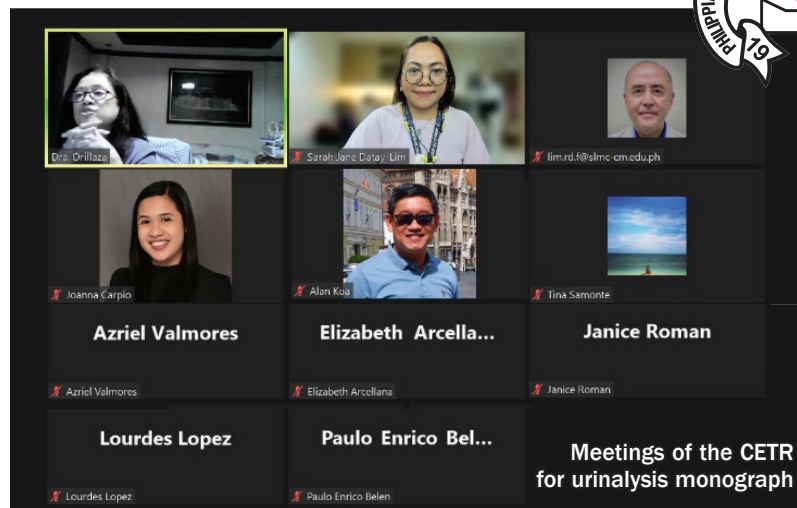 PHILIPPI
19
Dra. Orillaza
Sarah Jane Datay-Lim
lim.rd.f@slmc-cm.edu.ph
Joanna Carpio
Alan Koa
Tina Samonte
Azriel Valmores
Elizabeth Arcella...
Janice Roman
Azriel Valmores
Elizabeth Arcellana
Janice Roman
Lourdes Lopez
Paulo Enrico Bel...
Meetings of the CETR
for urinalysis monograph
Lourdes Lopez
Paulo Enrico Belen